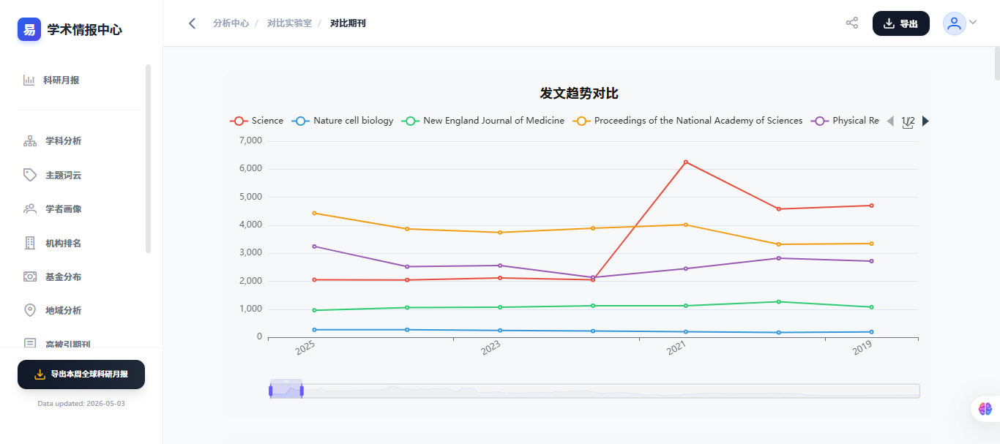 易 学术情报中心
分析中心 / 对比实验室 / 对比期刊
导出
科研月报
学科分析
主题词云
学者画像
机构排名
基金分布
地域分析
高被引期刊
导出本周全球科研月报
Data updated: 2026-05-03
发文趋势对比
Science
Nature cell biology
New England Journal of Medicine
Proceedings of the National Academy of Sciences
Physical Re
1/2
7,000
6,000
5,000
4,000
3,000
2,000
1,000
0
2025
2023
2021
2019